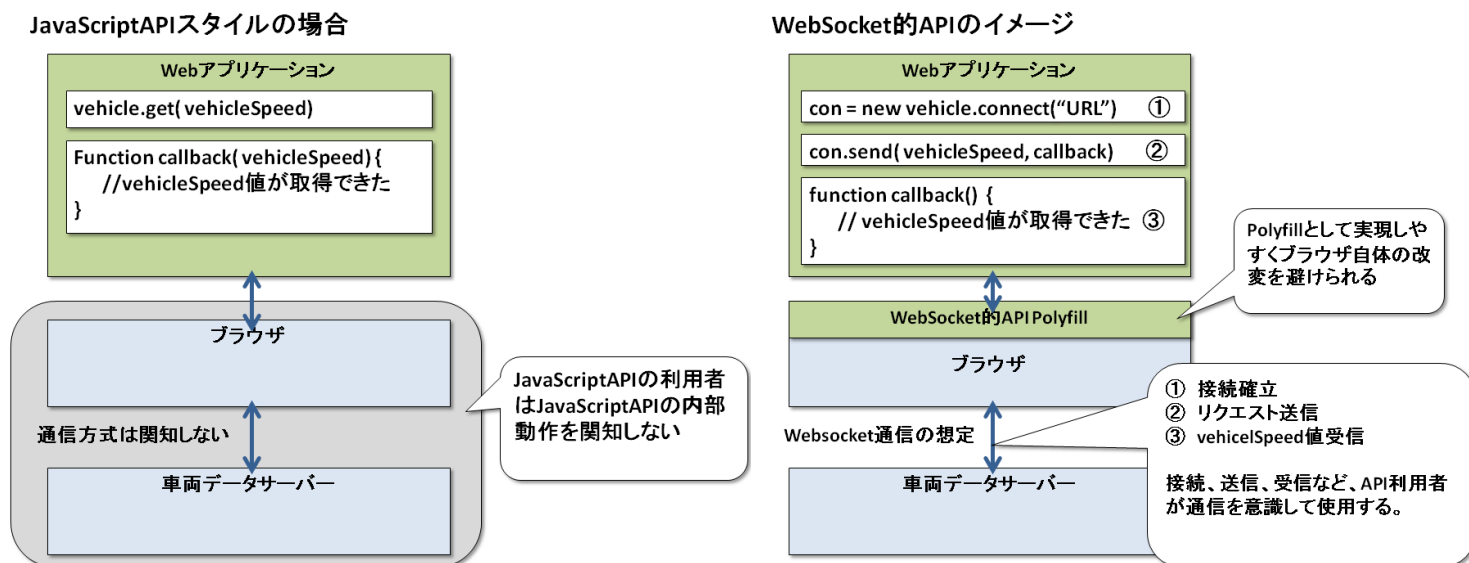 JavaScriptAPIスタイルの場合
Webアプリケーション
vehicle.get( vehicleSpeed)
Function callback( vehicleSpeed) {
//vehicleSpeed値が取得できた
}
ブラウザ
通信方式は関知しない
車両データサーバー
JavaScriptAPIの利用者
はJavaScriptAPIの内部
動作を関知しない
WebSocket的APIのイメージ
Webアプリケーション
con = new vehicle.connect(“URL”) ①
con.send( vehicleSpeed, callback) ②
function callback() {
// vehicleSpeed値が取得できた ③
}
Polyfillとして実現しや
すくブラウザ自体の改
変を避けられる
WebSocket的API Polyfill
ブラウザ
Websocket通信の想定
車両データサーバー
① 接続確立
② リクエスト送信
③ vehicelSpeed値受信
接続、送信、受信など、API利用者
が通信を意識して使用する。